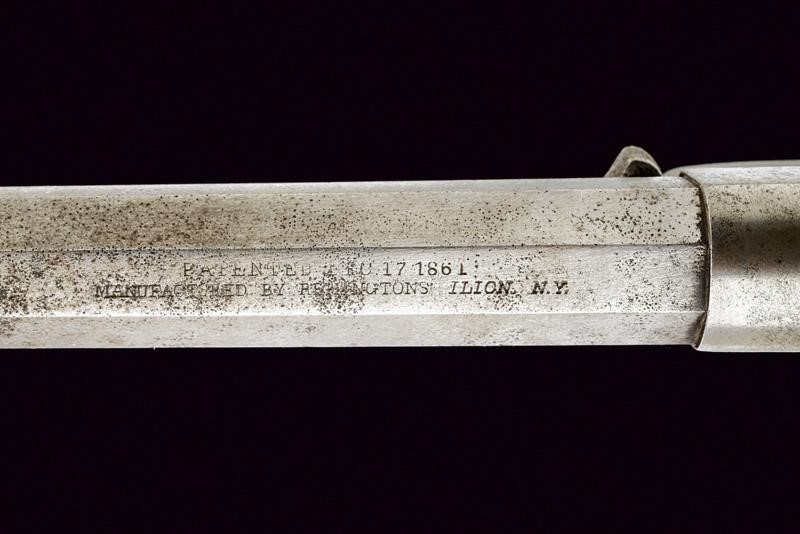 PATENTED DEC. 17 1861
MANUFACTURED BY REMINGTONS' ILION, N.Y.